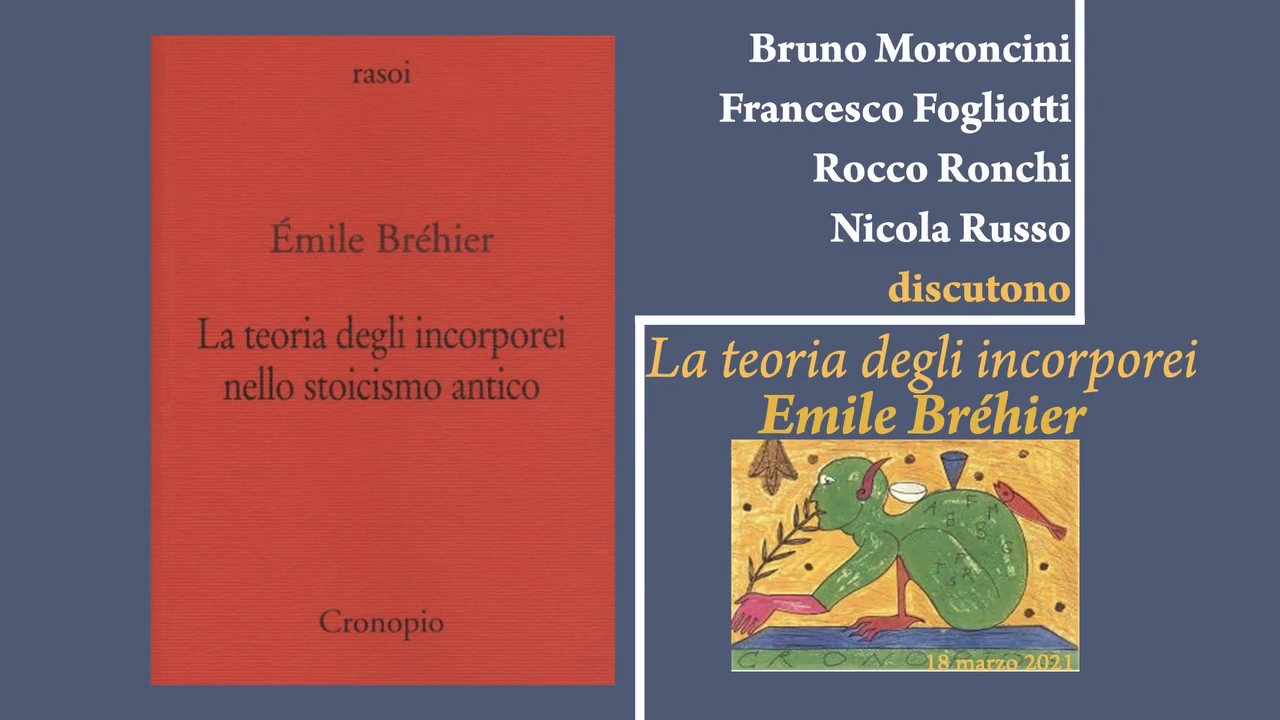 rasoi
Émile Bréhier
La teoria degli incorporei
nello stoicismo antico
Cronopio
Bruno Moroncini
Francesco Fogliotti
Rocco Ronchi
Nicola Russo
discutono
La teoria degli incorporei
Emile Bréhier
18 marzo 2021